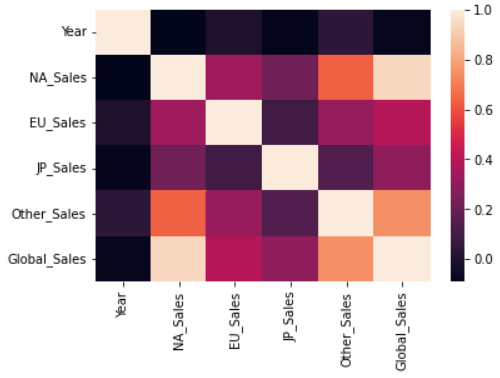 Year
NA_Sales
EU_Sales
JP_Sales
Other_Sales
Global_Sales
Year
NA_Sales
EU_Sales
JP_Sales
Other_Sales
Global_Sales
1.0
0.8
0.6
0.4
0.2
0.0